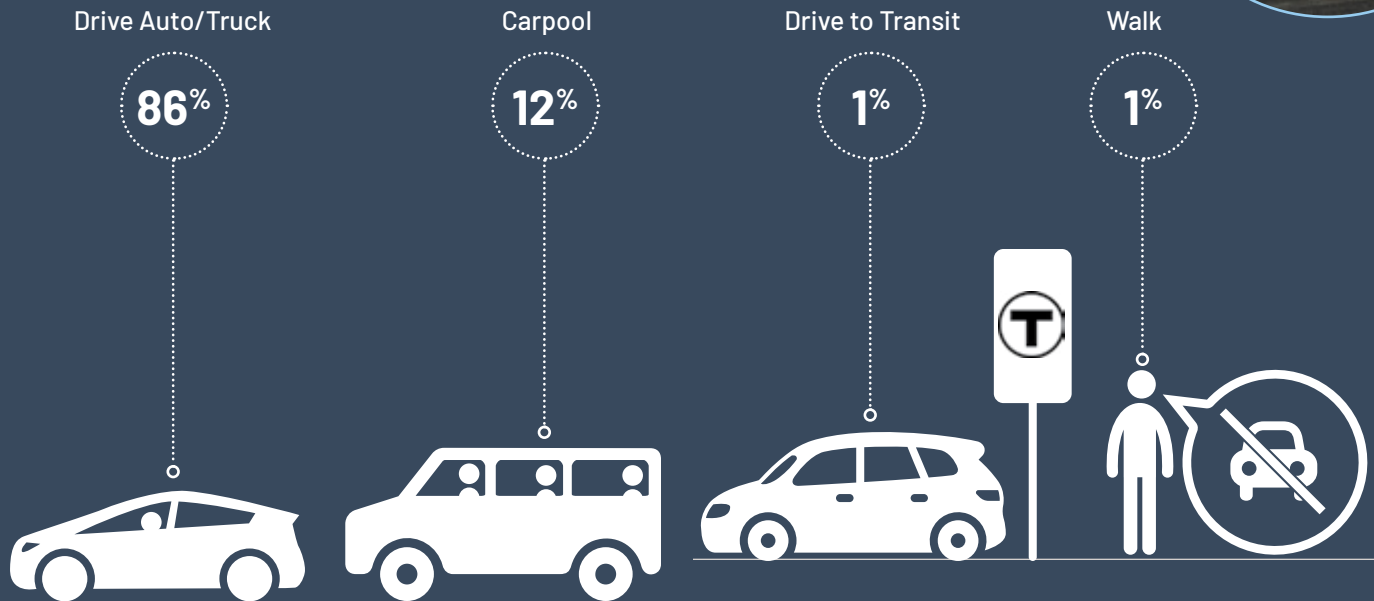 Drive Auto/Truck
Carpool
Drive to Transit
Walk
86%
12%
1%
1%
T